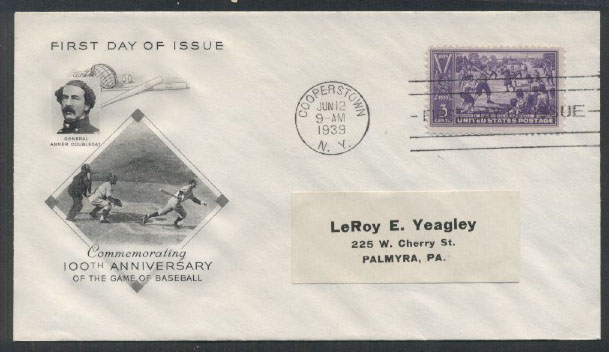 FIRST DAY OF ISSUE
GENERAL
ABNER DOUBLEDAY
Commemorating
100TH ANNIVERSARY
OF THE GAME OF BASEBALL
COOPERSTOWN
JUN 12
9-AM
1939
N. Y.
UNITED STATES POSTAGE
UE
LeRoy E. Yeagley
225 W. Cherry St.
PALMYRA, PA.